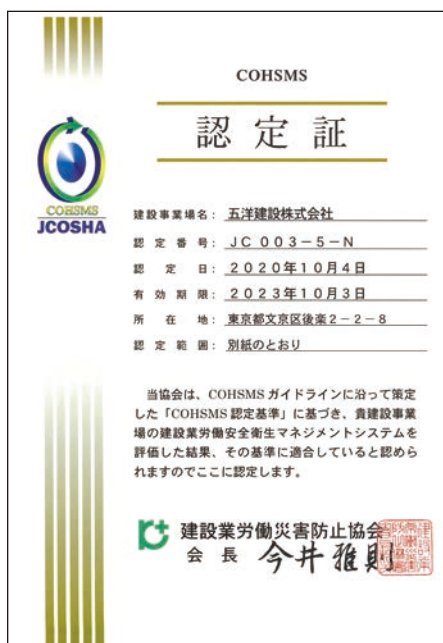 COHSMS
認定証
COHSMS
JCOSHA
建設事業場名： 五洋建設株式会社
認定番号： JC 003－5－N
認定日： 2020年10月4日
有効期限： 2023年10月3日
所在地： 東京都文京区後楽2－2－8
認定範囲： 別紙のとおり
当協会は、COHSMSガイドラインに沿って策定
した「COHSMS認定基準」に基づき、貴建設事業
場の建設業労働安全衛生マネジメントシステムを
評価した結果、その基準に適合していると認めら
れますのでここに認定します。
建設業労働災害防止協会
会長 今井雅則